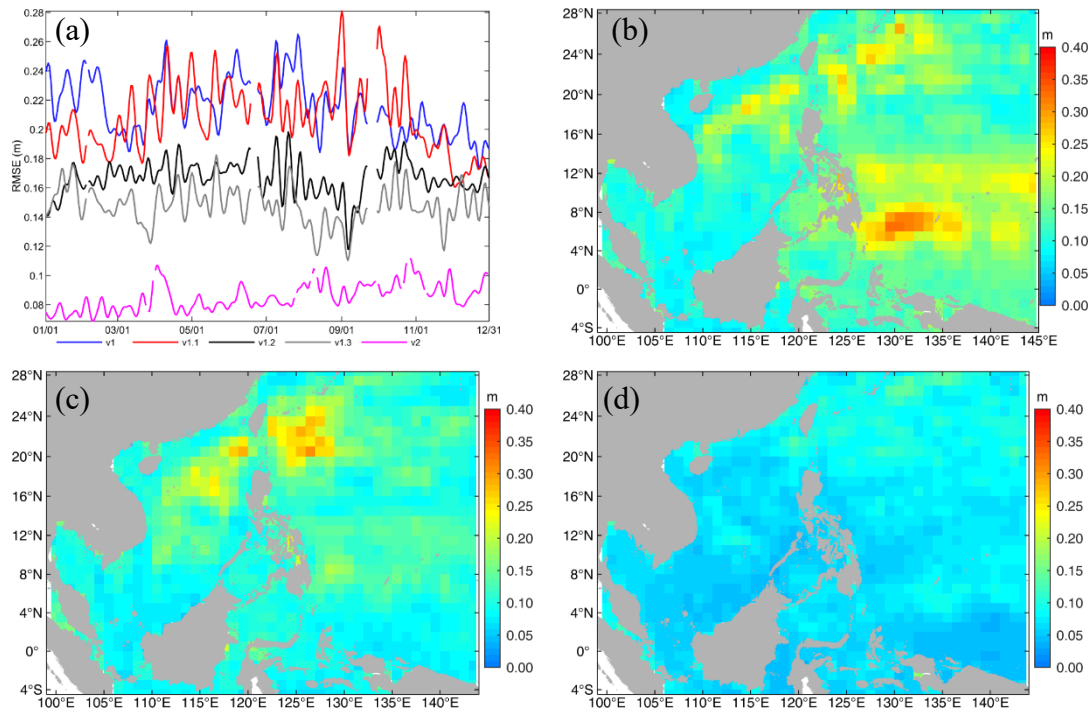 (a)
RMSE (m)
0.28
0.26
0.24
0.22
0.2
0.18
0.16
0.14
0.12
0.1
0.08
01/01 03/01 05/01 07/01 09/01 11/01 12/31
v1 v1.1 v1.2 v1.3 v2
(b)
28°N
24°N
20°N
16°N
12°N
8°N
4°N
0°
4°S
100°E 105°E 110°E 115°E 120°E 125°E 130°E 135°E 140°E 145°E
m
0.40
0.35
0.30
0.25
0.20
0.15
0.10
0.05
0.00
(c)
28°N
24°N
20°N
16°N
12°N
8°N
4°N
0°
4°S
100°E 105°E 110°E 115°E 120°E 125°E 130°E 135°E 140°E
m
0.40
0.35
0.30
0.25
0.20
0.15
0.10
0.05
0.00
(d)
28°N
24°N
20°N
16°N
12°N
8°N
4°N
0°
4°S
100°E 105°E 110°E 115°E 120°E 125°E 130°E 135°E 140°E
m
0.40
0.35
0.30
0.25
0.20
0.15
0.10
0.05
0.00